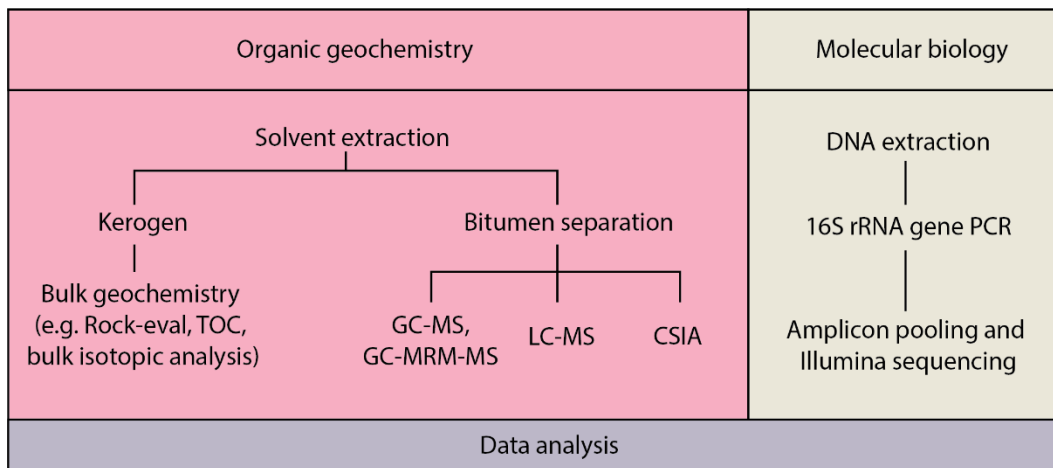 Organic geochemistry
Molecular biology
Solvent extraction
Kerogen
Bulk geochemistry
(e.g. Rock-eval, TOC,
bulk isotopic analysis)
Bitumen separation
GC-MS,
GC-MRM-MS
LC-MS
CSIA
DNA extraction
16S rRNA gene PCR
Amplicon pooling and
Illumina sequencing
Data analysis